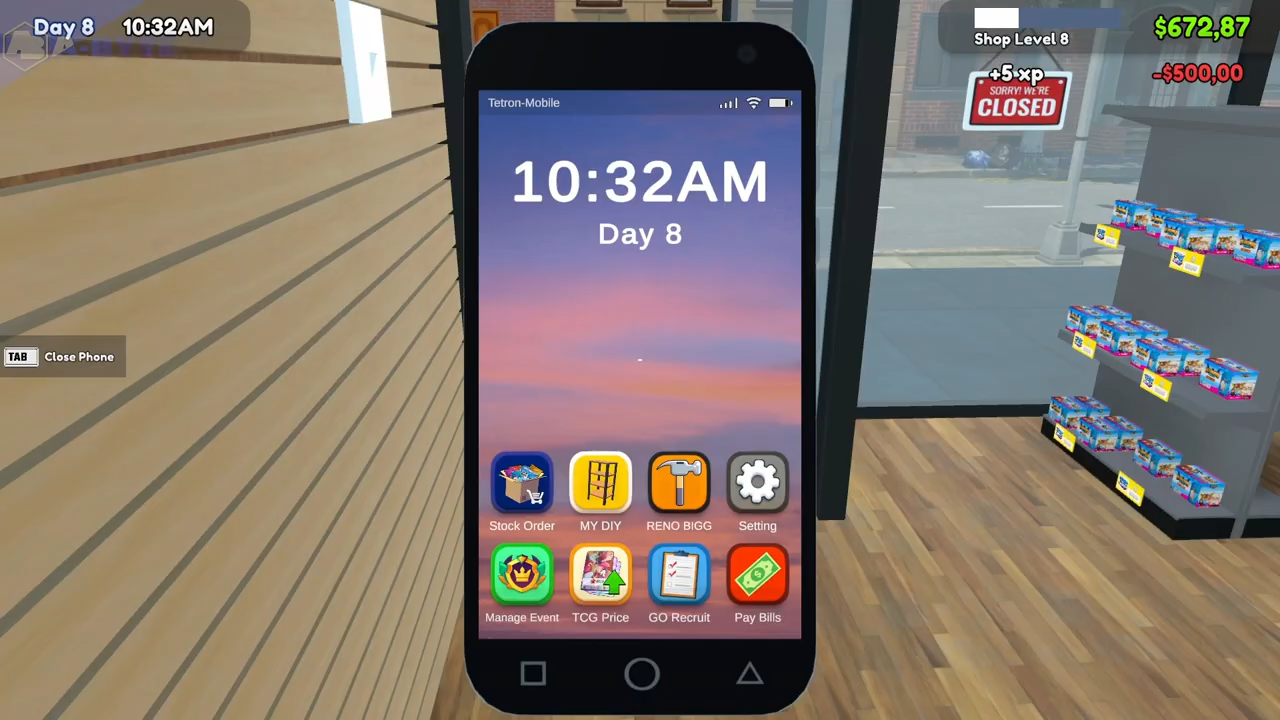 Day 8 10:32AM
Shop Level 8
$672,87
+5 xp
-$500,00
SORRY! WE'RE
CLOSED
Tetron-Mobile
10:32AM
Day 8
TAB Close Phone
Stock Order MY DIY RENO BIGG Setting
Manage Event TCG Price GO Recruit Pay Bills